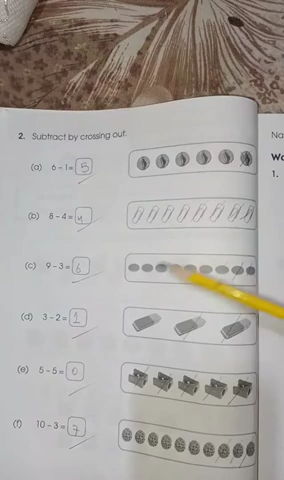 2. Subtract by crossing out.
(a) 6 - 1 = 5
(b) 8 - 4 = 4
(c) 9 - 3 = 6
(d) 3 - 2 = 1
(e) 5 - 5 = 0
(f) 10 - 3 = 7
Na
Wo
1.